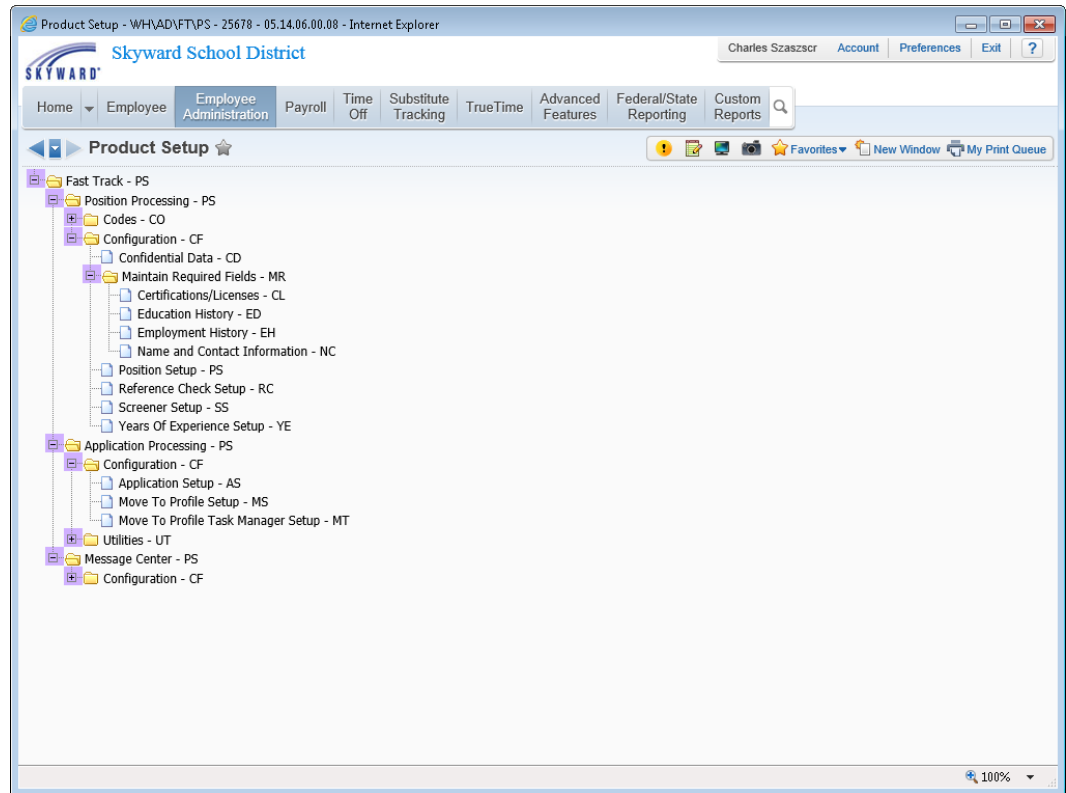 Product Setup - WH\AD\FT\PS - 25678 - 05.14.06.00.08 - Internet Explorer
SKYWARD
Skyward School District
Charles Szaszscr Account Preferences Exit ?
Home Employee Employee Administration Payroll Time Off Substitute Tracking TrueTime Advanced Features Federal/State Reporting Custom Reports
Product Setup
Favorites New Window My Print Queue
Fast Track - PS
Position Processing - PS
Codes - CO
Configuration - CF
Confidential Data - CD
Maintain Required Fields - MR
Certifications/Licenses - CL
Education History - ED
Employment History - EH
Name and Contact Information - NC
Position Setup - PS
Reference Check Setup - RC
Screener Setup - SS
Years Of Experience Setup - YE
Application Processing - PS
Configuration - CF
Application Setup - AS
Move To Profile Setup - MS
Move To Profile Task Manager Setup - MT
Utilities - UT
Message Center - PS
Configuration - CF
100%